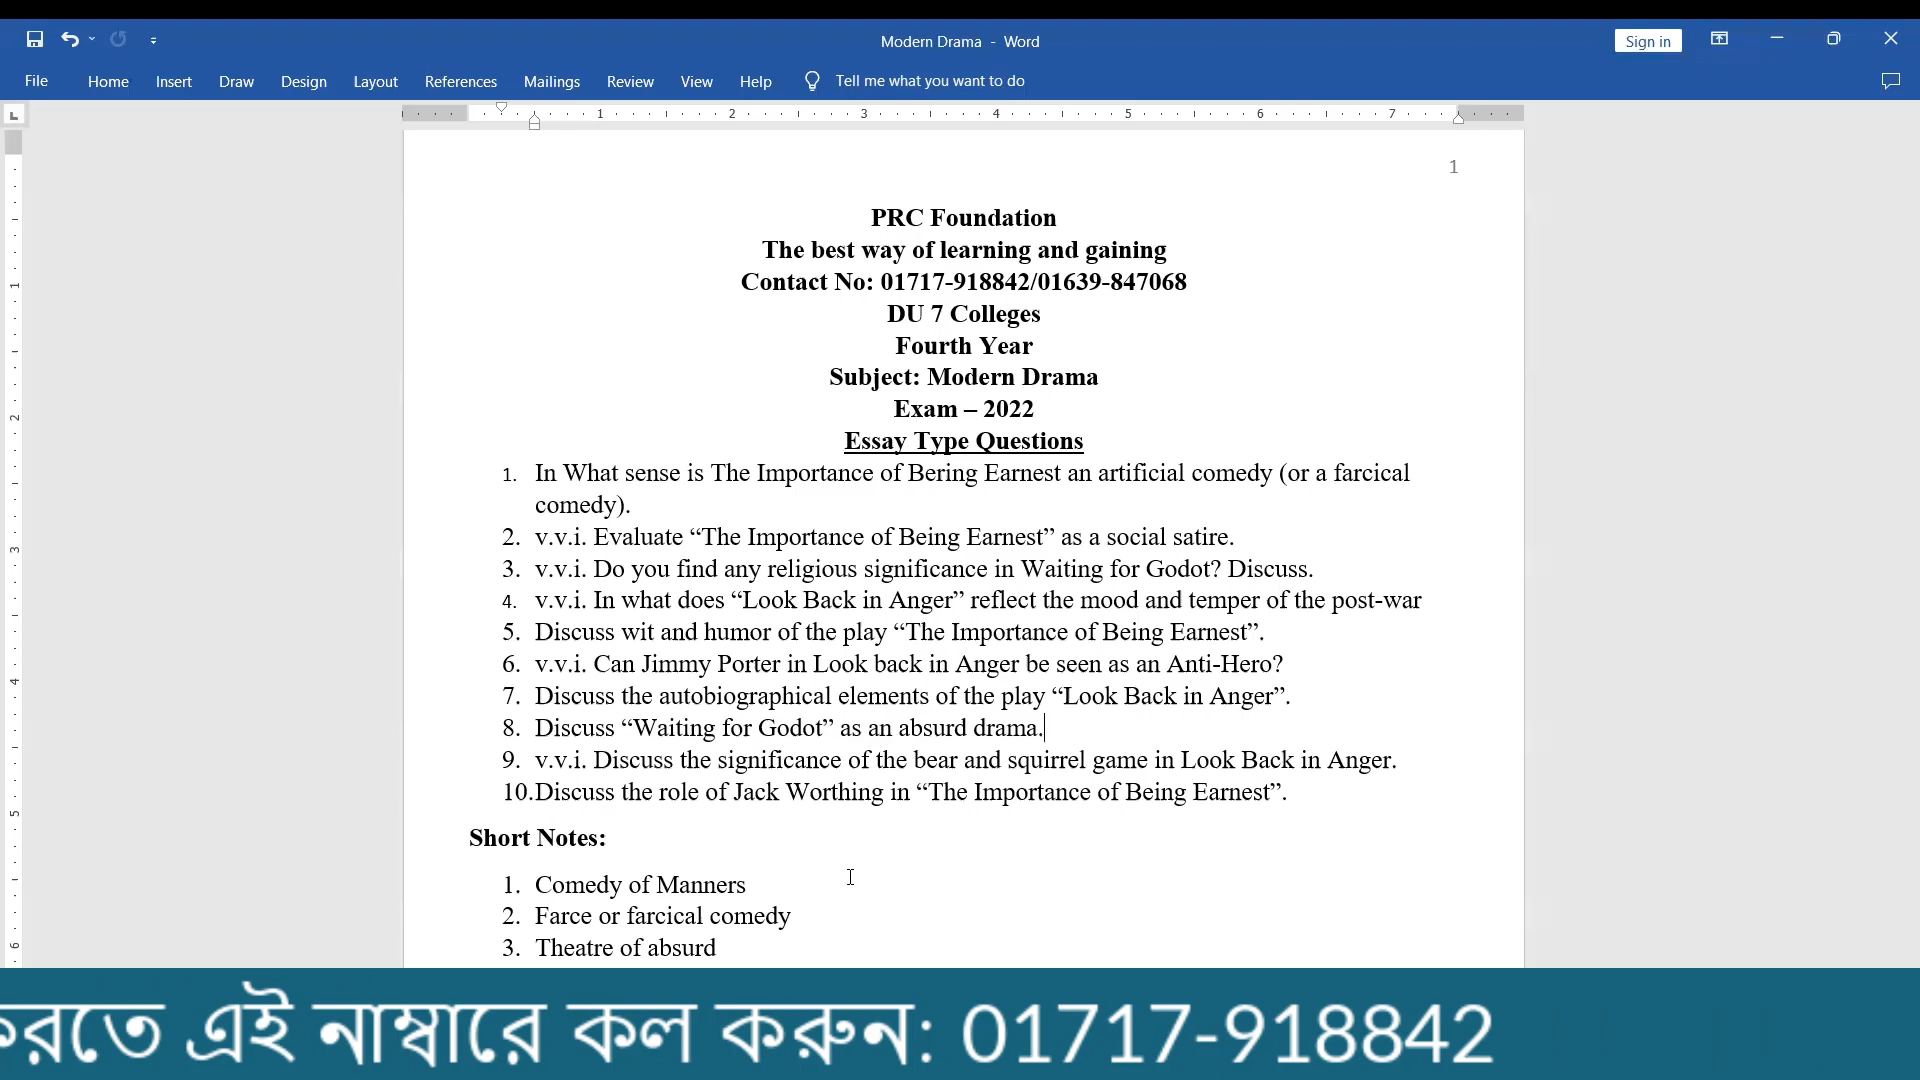 Modern Drama - Word
Sign in
File Home Insert Draw Design Layout References Mailings Review View Help Tell me what you want to do
1 2 3 4 5 6 7
1
PRC Foundation
The best way of learning and gaining
Contact No: 01717-918842/01639-847068
DU 7 Colleges
Fourth Year
Subject: Modern Drama
Exam – 2022
Essay Type Questions
1. In What sense is The Importance of Bering Earnest an artificial comedy (or a farcical
comedy).
2. v.v.i. Evaluate “The Importance of Being Earnest” as a social satire.
3. v.v.i. Do you find any religious significance in Waiting for Godot? Discuss.
4. v.v.i. In what does “Look Back in Anger” reflect the mood and temper of the post-war
5. Discuss wit and humor of the play “The Importance of Being Earnest”.
6. v.v.i. Can Jimmy Porter in Look back in Anger be seen as an Anti-Hero?
7. Discuss the autobiographical elements of the play “Look Back in Anger”.
8. Discuss “Waiting for Godot” as an absurd drama.
9. v.v.i. Discuss the significance of the bear and squirrel game in Look Back in Anger.
10.Discuss the role of Jack Worthing in “The Importance of Being Earnest”.
Short Notes:
1. Comedy of Manners
2. Farce or farcical comedy
3. Theatre of absurd
এই নাম্বারে কল করুন: 01717-918842